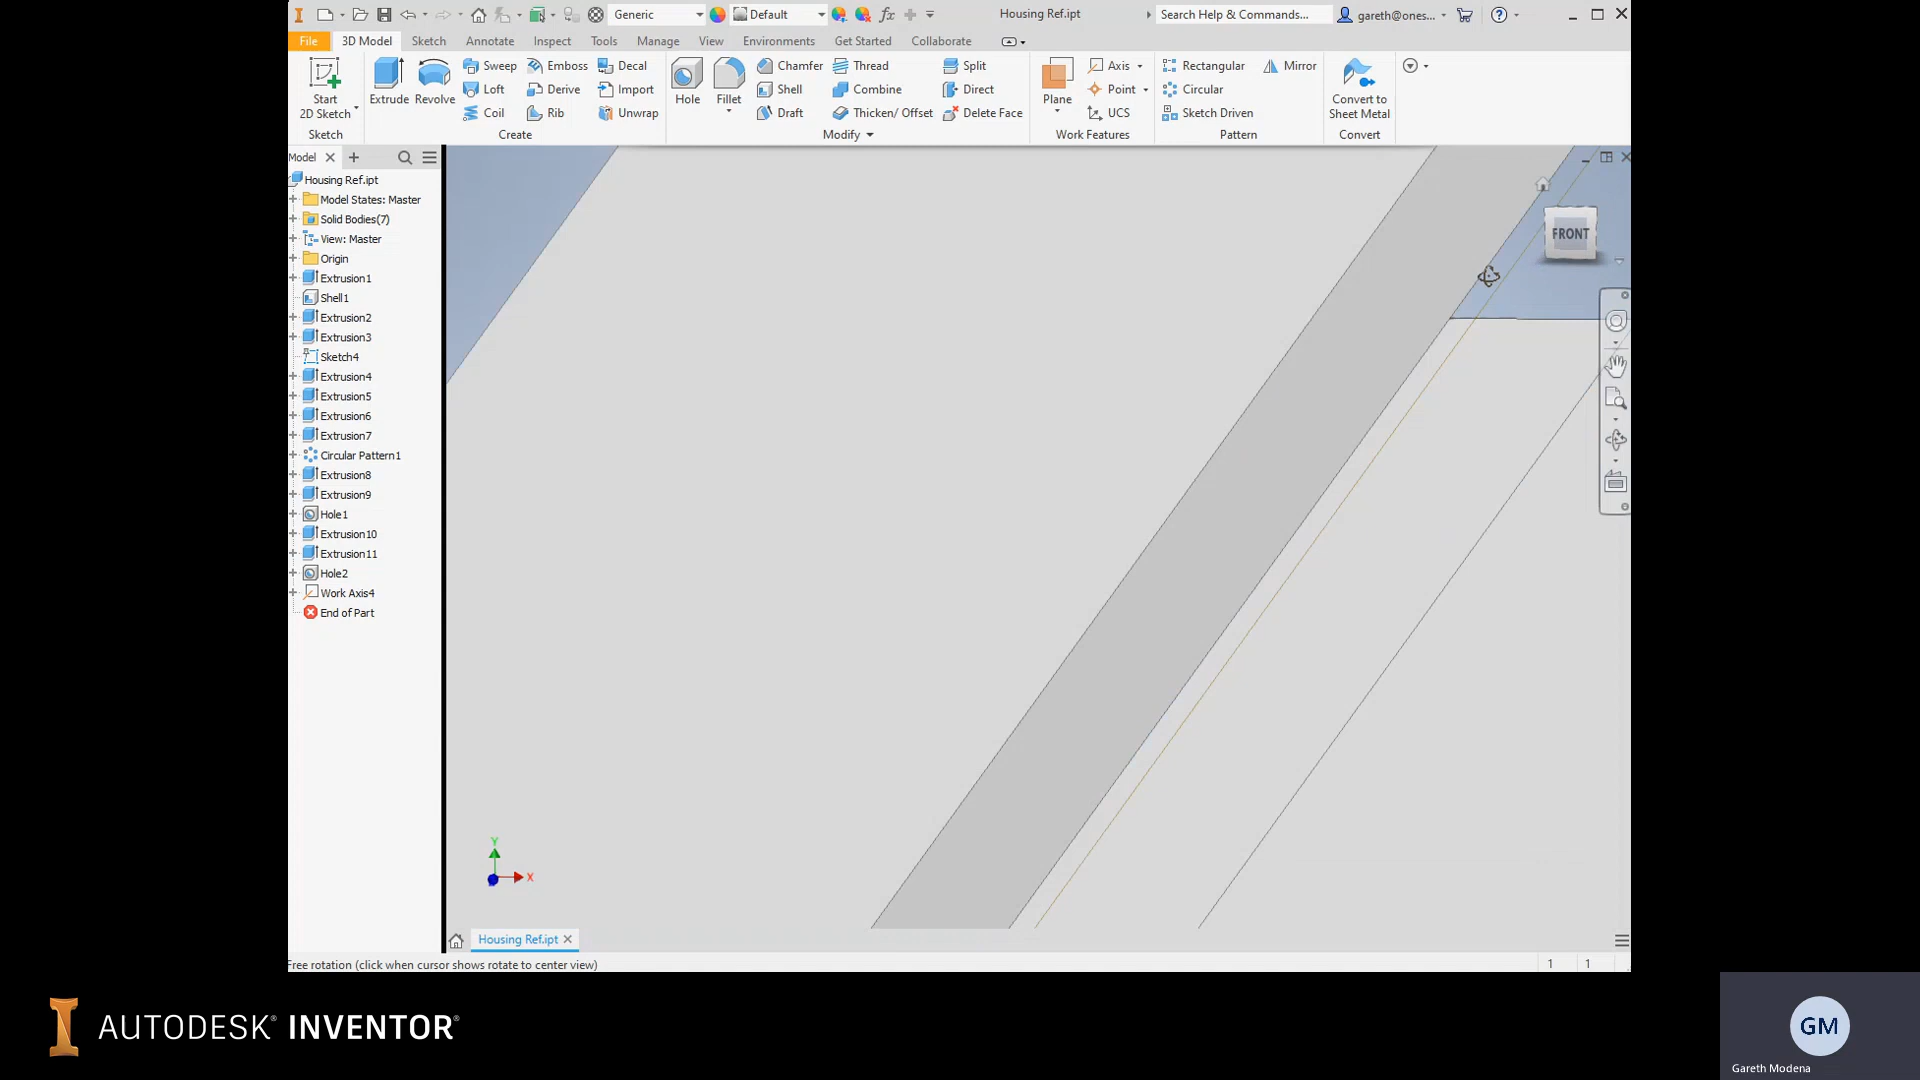 Generic
Default
Housing Ref.ipt
Search Help & Commands...
gareth@ones...
File
3D Model
Sketch
Annotate
Inspect
Tools
Manage
View
Environments
Get Started
Collaborate
Start
2D Sketch
Extrude
Revolve
Sweep
Loft
Coil
Emboss
Derive
Rib
Decal
Import
Unwrap
Hole
Fillet
Chamfer
Shell
Draft
Thread
Combine
Thicken/ Offset
Split
Direct
Delete Face
Plane
Axis
Point
UCS
Rectangular
Circular
Sketch Driven
Mirror
Convert to
Sheet Metal
Sketch
Create
Modify
Work Features
Pattern
Convert
Model
Housing Ref.ipt
Model States: Master
Solid Bodies(7)
View: Master
Origin
Extrusion1
Shell1
Extrusion2
Extrusion3
Sketch4
Extrusion4
Extrusion5
Extrusion6
Extrusion7
Circular Pattern1
Extrusion8
Extrusion9
Hole1
Extrusion10
Extrusion11
Hole2
Work Axis4
End of Part
FRONT
Y
X
Housing Ref.ipt
Free rotation (click when cursor shows rotate to center view)
1
1
AUTODESK® INVENTOR®
GM
Gareth Modena